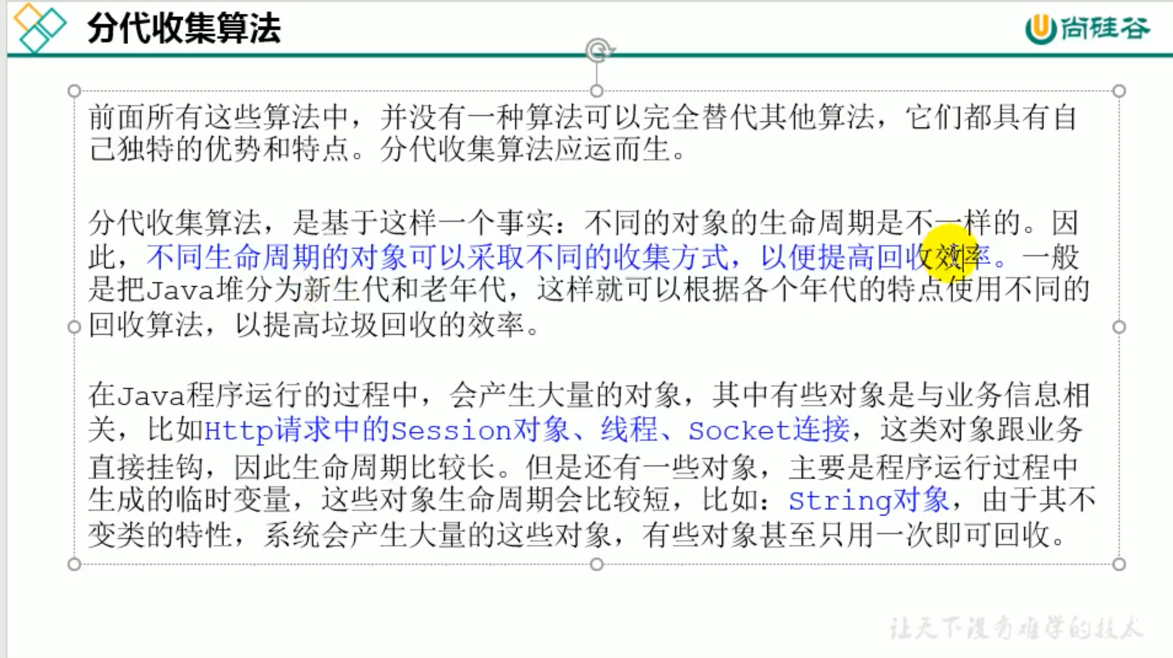 分代收集算法
尚硅谷
前面所有这些算法中，并没有一种算法可以完全替代其他算法，它们都具有自
己独特的优势和特点。分代收集算法应运而生。
分代收集算法，是基于这样一个事实：不同的对象的生命周期是不一样的。因
此，不同生命周期的对象可以采取不同的收集方式，以便提高回收效率。一般
是把Java堆分为新生代和老年代，这样就可以根据各个年代的特点使用不同的
回收算法，以提高垃圾回收的效率。
在Java程序运行的过程中，会产生大量的对象，其中有些对象是与业务信息相
关，比如Http请求中的Session对象、线程、Socket连接，这类对象跟业务
直接挂钩，因此生命周期比较长。但是还有一些对象，主要是程序运行过程中
生成的临时变量，这些对象生命周期会比较短，比如：String对象，由于其不
变类的特性，系统会产生大量的这些对象，有些对象甚至只用一次即可回收。
让天下没有难学的技术